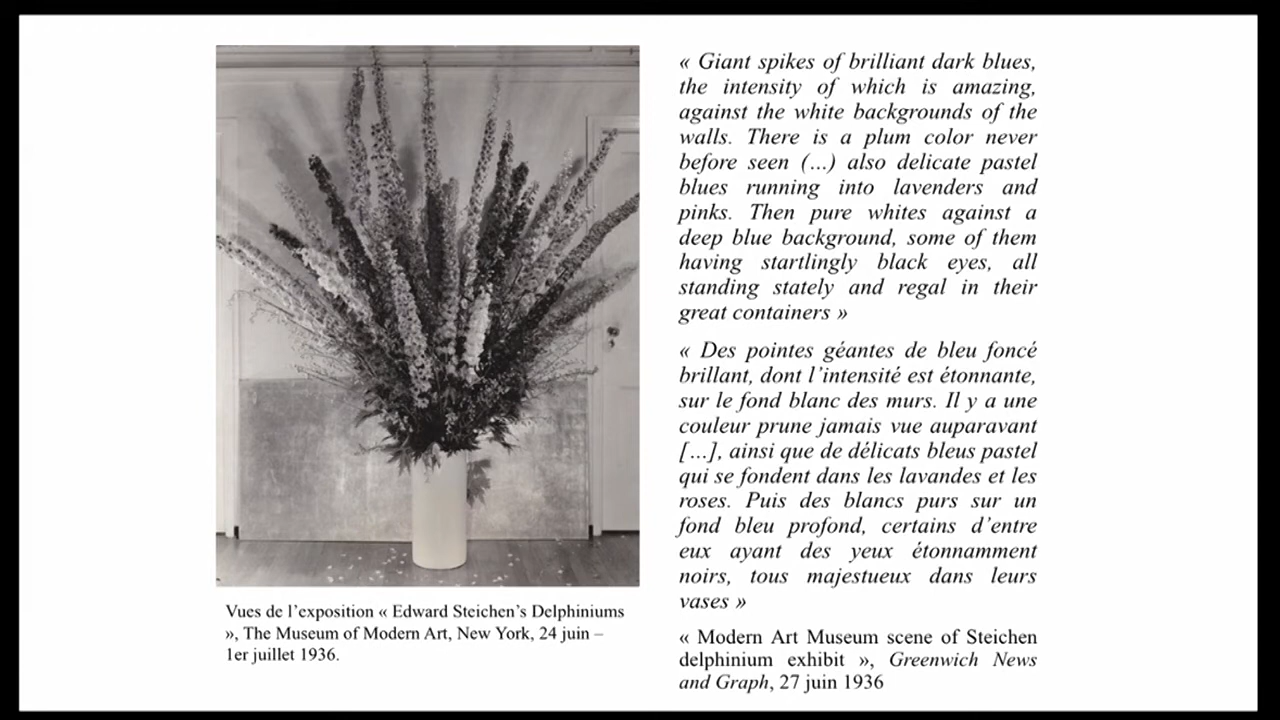 « Giant spikes of brilliant dark blues,
the intensity of which is amazing,
against the white backgrounds of the
walls. There is a plum color never
before seen (…) also delicate pastel
blues running into lavenders and
pinks. Then pure whites against a
deep blue background, some of them
having startlingly black eyes, all
standing stately and regal in their
great containers »
« Des pointes géantes de bleu foncé
brillant, dont l’intensité est étonnante,
sur le fond blanc des murs. Il y a une
couleur prune jamais vue auparavant
[…], ainsi que de délicats bleus pastel
qui se fondent dans les lavandes et les
roses. Puis des blancs purs sur un
fond bleu profond, certains d’entre
eux ayant des yeux étonnamment
noirs, tous majestueux dans leurs
vases »
« Modern Art Museum scene of Steichen
delphinium exhibit », Greenwich News
and Graph, 27 juin 1936
Vues de l’exposition « Edward Steichen’s Delphiniums
», The Museum of Modern Art, New York, 24 juin –
1er juillet 1936.